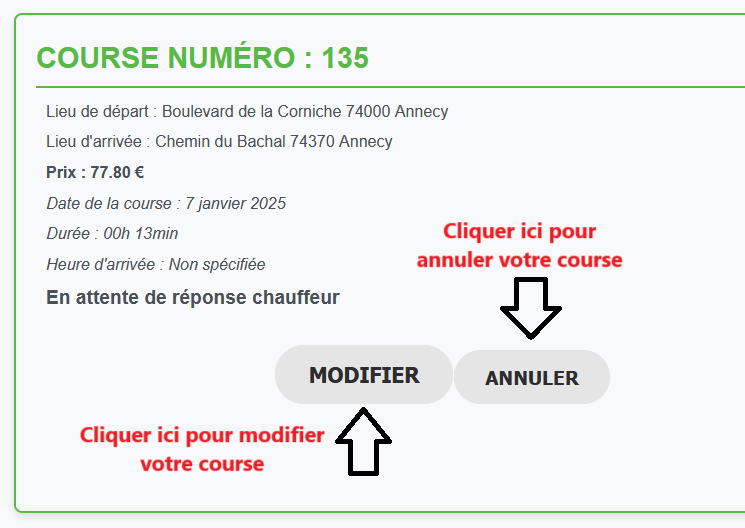 COURSE NUMÉRO : 135
Lieu de départ : Boulevard de la Corniche 74000 Annecy
Lieu d'arrivée : Chemin du Bachal 74370 Annecy
Prix : 77.80 €
Date de la course : 7 janvier 2025
Durée : 00h 13min
Heure d'arrivée : Non spécifiée
En attente de réponse chauffeur
Cliquer ici pour
annuler votre course
MODIFIER
ANNULER
Cliquer ici pour modifier
votre course